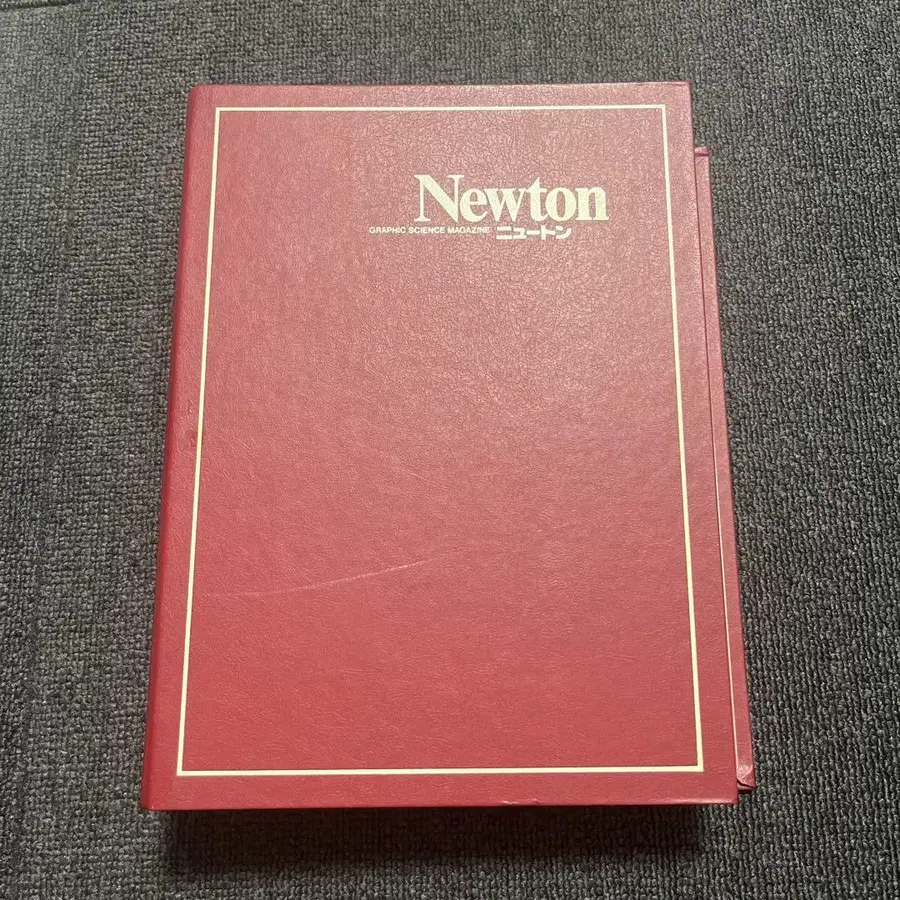 Newton
GRAPHIC SCIENCE MAGAZINE ニュートン